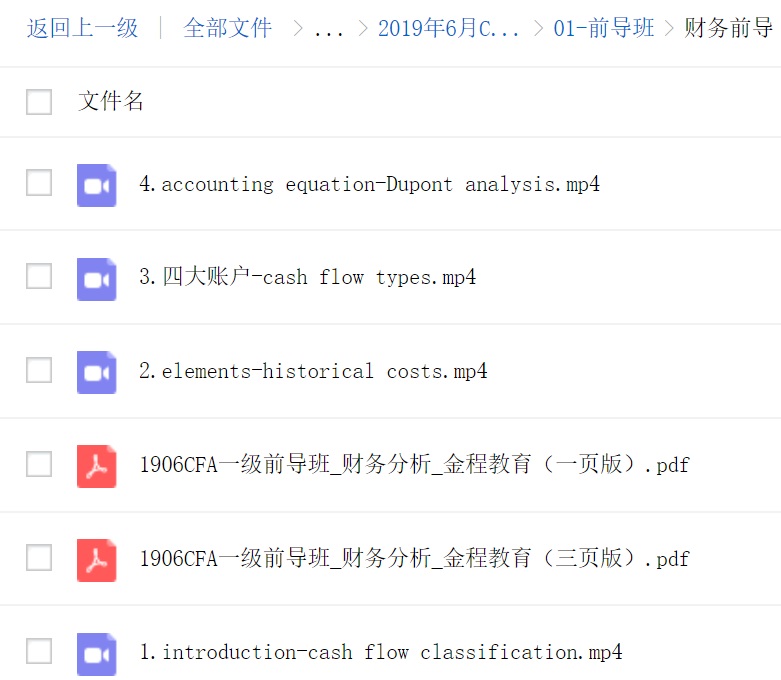 返回上一级 | 全部文件 > ... > 2019年6月C... > 01-前导班 > 财务前导
文件名
4.accounting equation-Dupont analysis.mp4
3.四大账户-cash flow types.mp4
2.elements-historical costs.mp4
1906CFA一级前导班_财务分析_金程教育（一页版）.pdf
1906CFA一级前导班_财务分析_金程教育（三页版）.pdf
1.introduction-cash flow classification.mp4